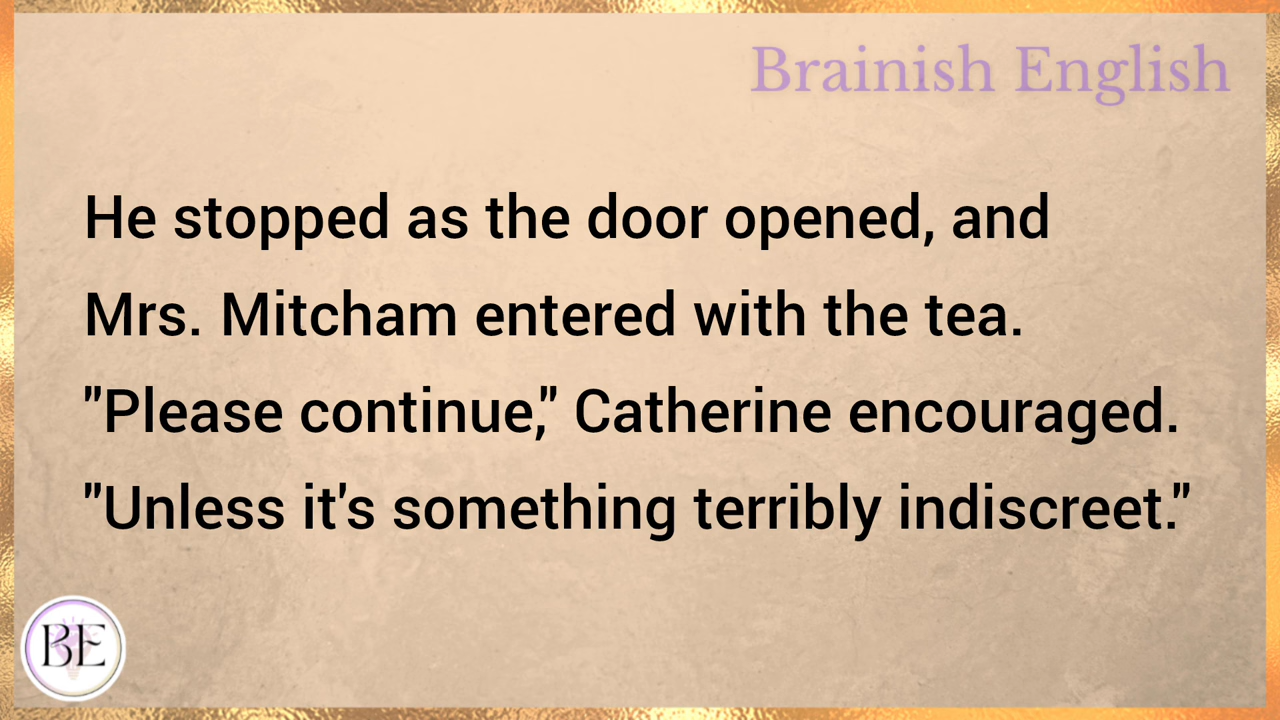 Brainish English
He stopped as the door opened, and
Mrs. Mitcham entered with the tea.
"Please continue," Catherine encouraged.
"Unless it's something terribly indiscreet."
BE